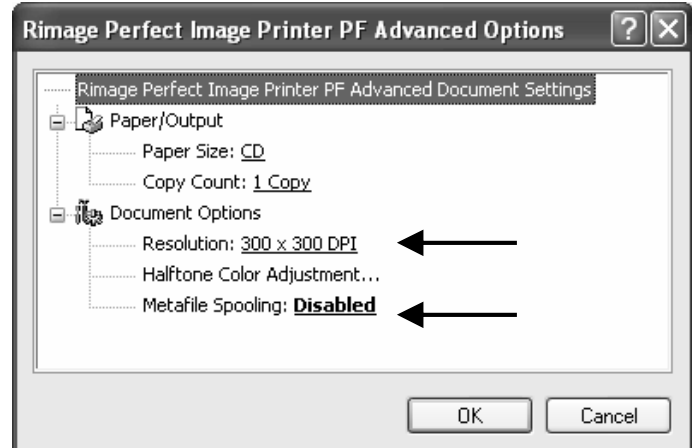 Rimage Perfect Image Printer PF Advanced Options
Rimage Perfect Image Printer PF Advanced Document Settings
Paper/Output
Paper Size: CD
Copy Count: 1 Copy
Document Options
Resolution: 300 x 300 DPI
Halftone Color Adjustment...
Metafile Spooling: Disabled
OK Cancel